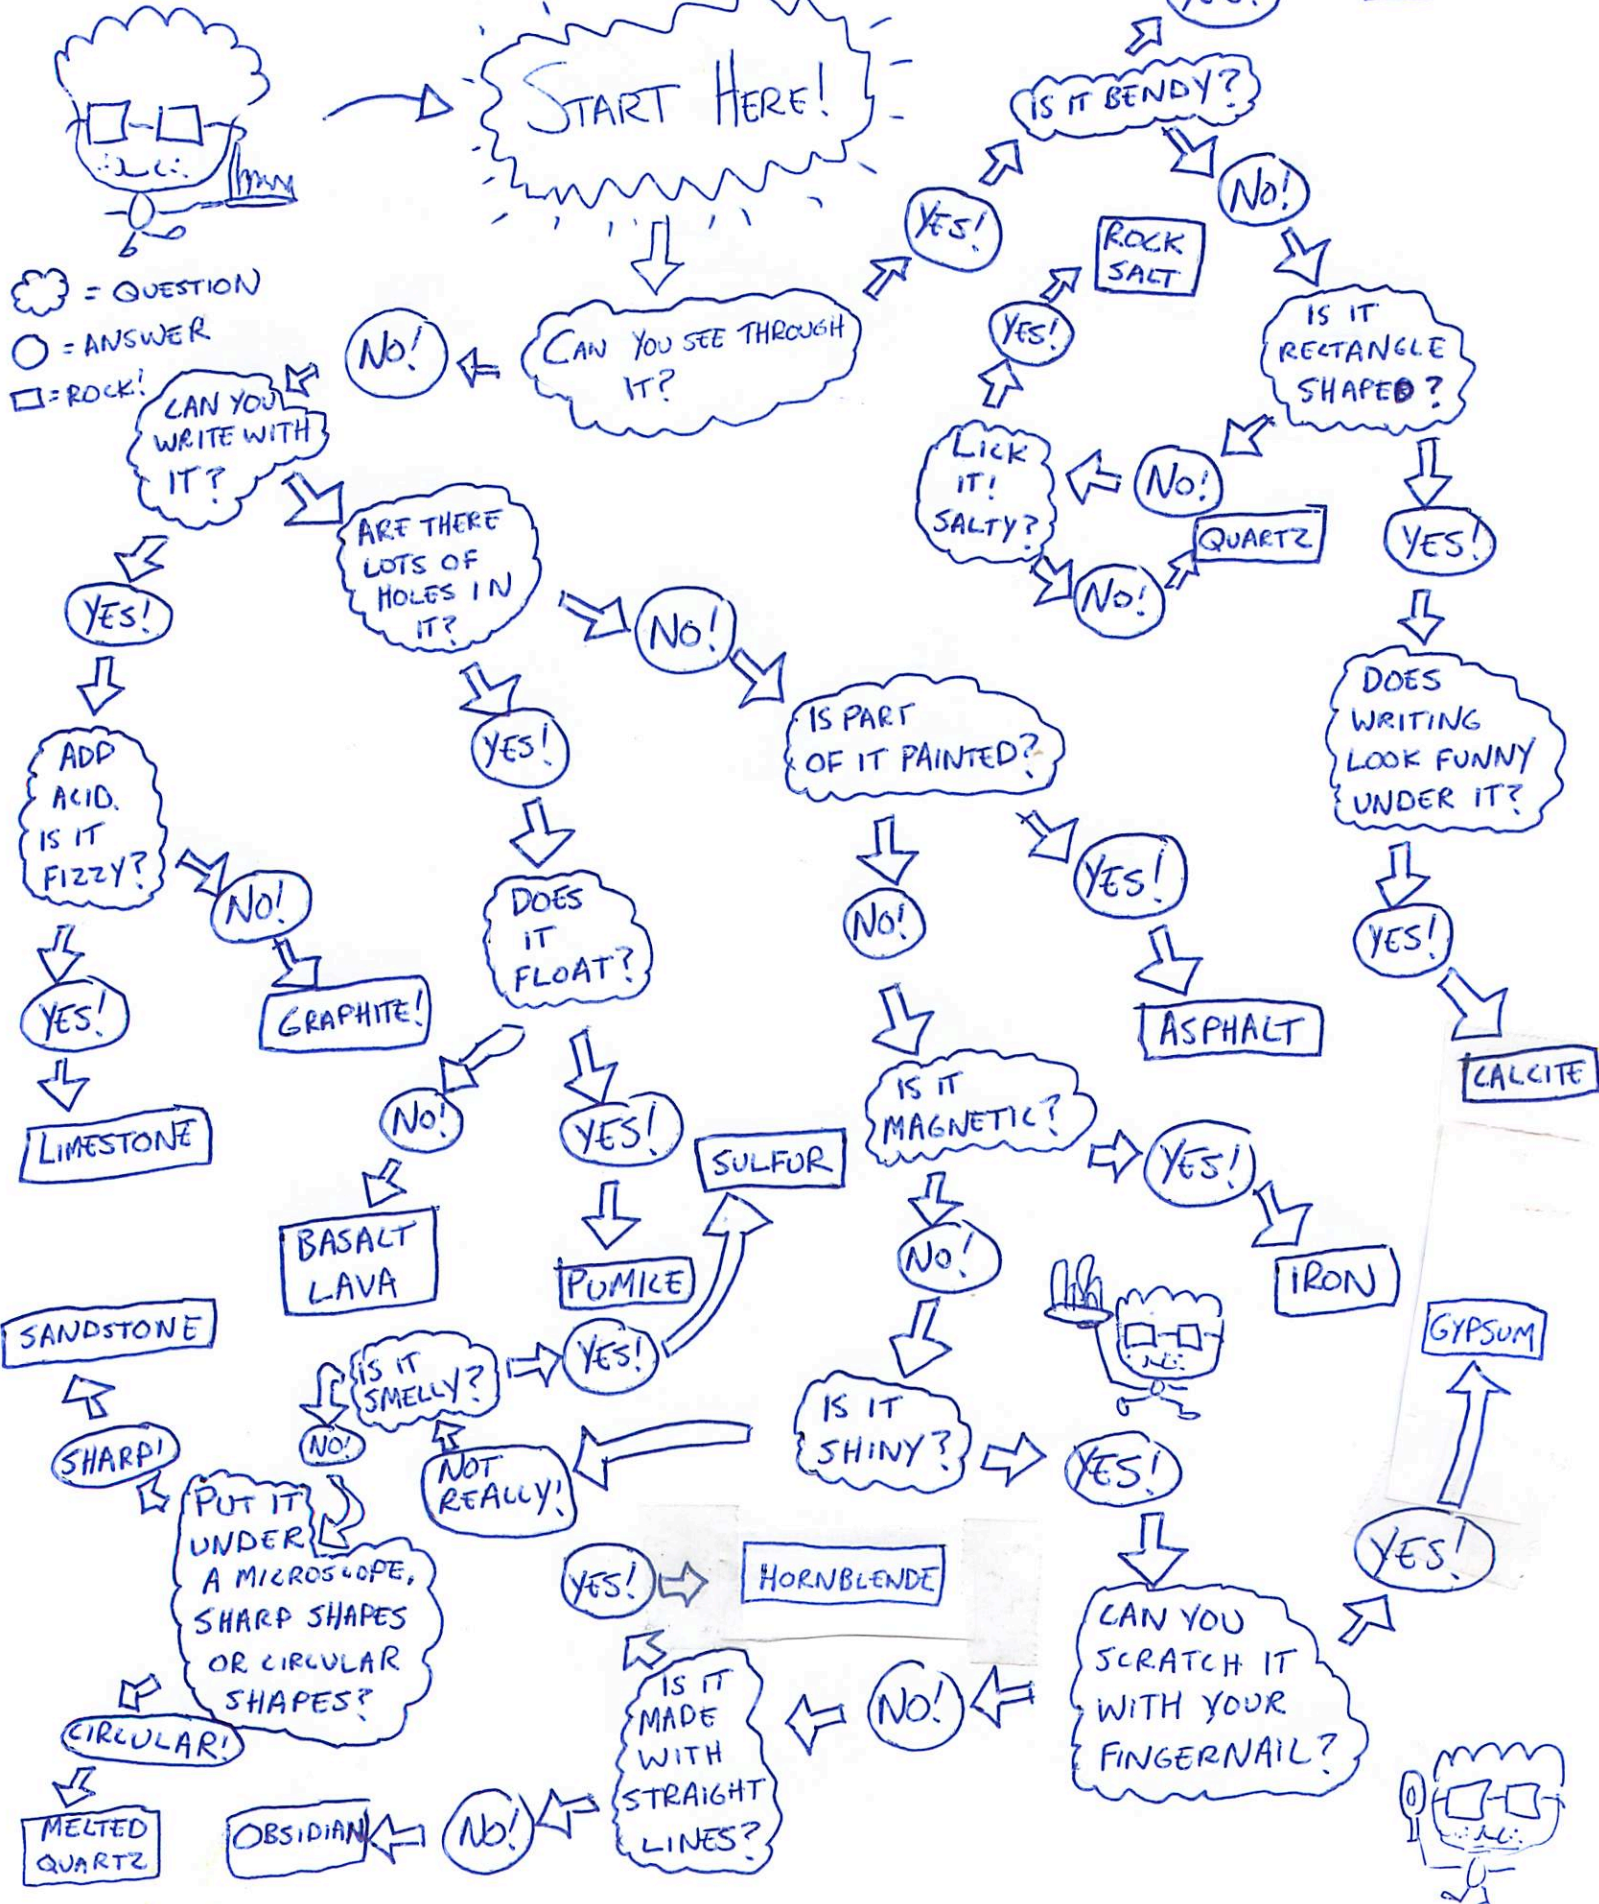 START HERE!
= QUESTION
= ANSWER
= ROCK!
CAN YOU SEE THROUGH
IT?
YES!
IS IT BENDY?
YES!
NO!
IS IT
RECTANGLE
SHAPED?
NO!
LICK
IT!
SALTY?
YES!
ROCK
SALT
NO!
QUARTZ
YES!
DOES
WRITING
LOOK FUNNY
UNDER IT?
YES!
CALCITE
NO!
CAN YOU
WRITE WITH
IT?
YES!
ADD
ACID.
IS IT
FIZZY?
NO!
GRAPHITE!
YES!
LIMESTONE
ARE THERE
LOTS OF
HOLES IN
IT?
YES!
DOES
IT
FLOAT?
NO!
BASALT
LAVA
YES!
PUMICE
NO!
IS PART
OF IT PAINTED?
YES!
ASPHALT
NO!
IS IT
MAGNETIC?
YES!
IRON
NO!
IS IT
SHINY?
NOT
REALLY!
IS IT
SMELLY?
YES!
SULFUR
NO!
PUT IT
UNDER
A MICROSCOPE,
SHARP SHAPES
OR CIRCULAR
SHAPES?
SHARP!
SANDSTONE
CIRCULAR!
MELTED
QUARTZ
YES!
CAN YOU
SCRATCH IT
WITH YOUR
FINGERNAIL?
YES!
GYPSUM
NO!
IS IT
MADE
WITH
STRAIGHT
LINES?
YES!
HORNBLENDE
NO!
OBSIDIAN